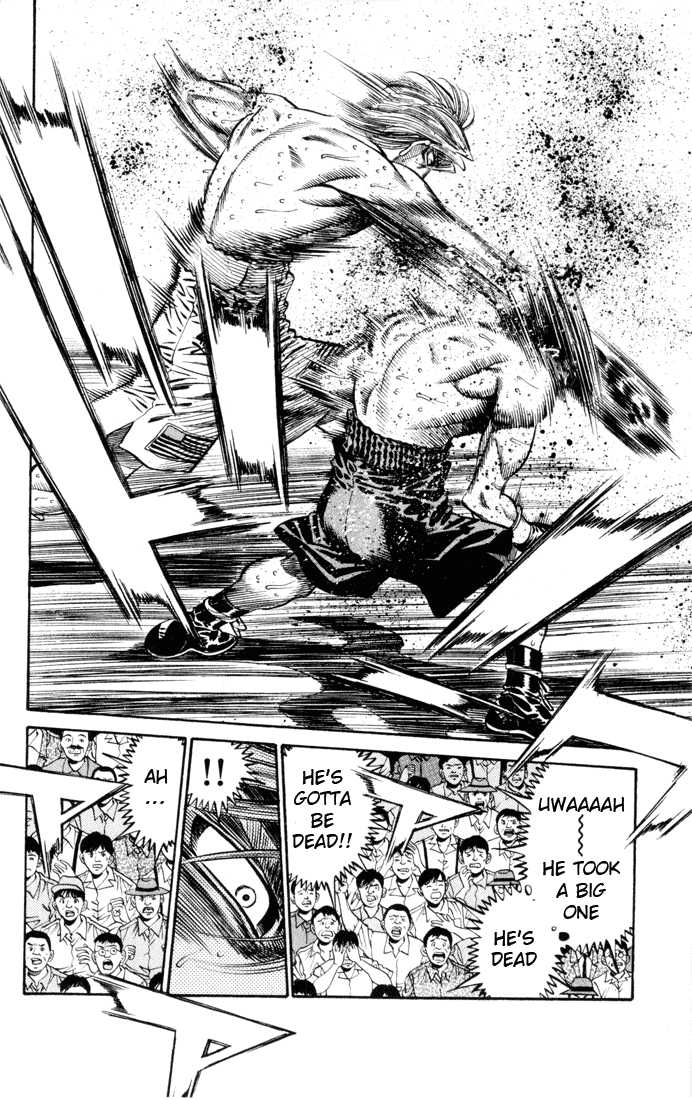 UWAAAAH
HE TOOK
A BIG
ONE
HE'S
DEAD
HE'S
GOTTA
BE
DEAD!!
!!
AH
...